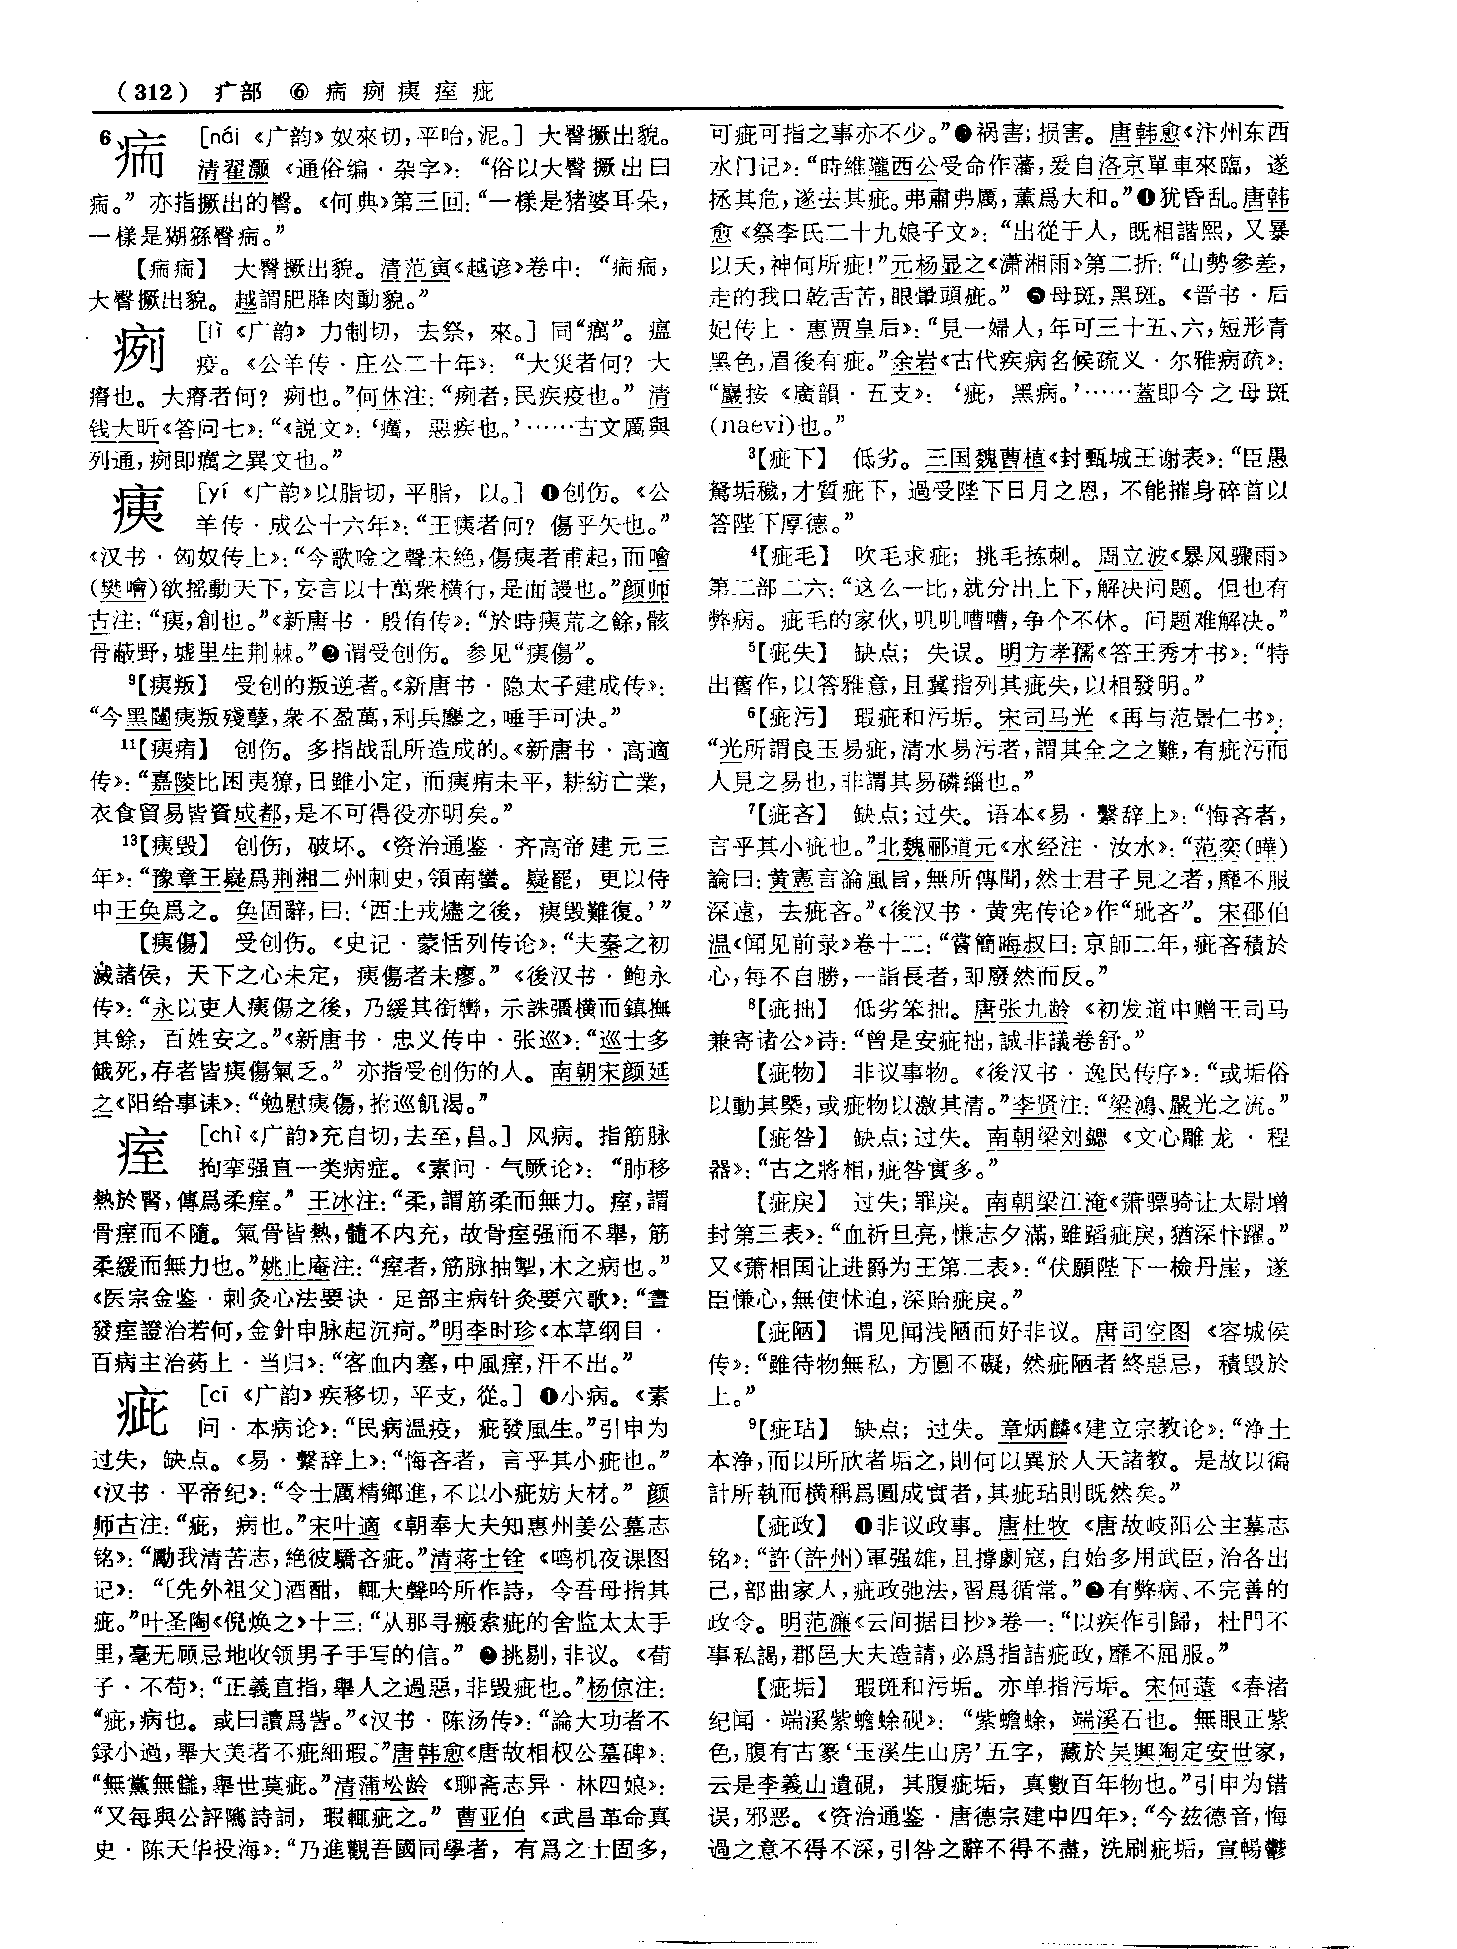 (312) 疒部 ⑥ 㾍 㾐 痍 痓 疵
6 㾍 [nái 《广韵》奴來切,平咍,泥。] 大臀撅出貌。
清翟灏《通俗编·杂字》:“俗以大臀撅出曰
㾍。” 亦指撅出的臀。《何典》第三回:“一樣是猪婆耳朵,
一樣是猢猻臀㾍。”
【㾍㾍】 大臀撅出貌。清范寅《越谚》卷中:“㾍㾍,
大臀撅出貌。越謂肥䐺肉動貌。”
㾐 [lì 《广韵》力制切, 去祭, 來。] 同“癘”。瘟
疫。《公羊传·庄公二十年》:“大災者何? 大
瘠也。大瘠者何? 㾐也。”何休注:“㾐者,民疾疫也。” 清
钱大昕《答问七》:“《説文》:‘癘, 惡疾也。’……古文厲與
列通,㾐即癘之異文也。”
痍 [yí 《广韵》以脂切,平脂, 以。] ❶创伤。《公
羊传·成公十六年》:“王痍者何? 傷乎矢也。”
《汉书·匈奴传上》:“今歌唫之聲未絶,傷痍者甫起,而噲
(樊噲)欲摇動天下,妄言以十萬衆横行,是面謾也。”颜师
古注:“痍,創也。”《新唐书·殷侑传》:“於時痍荒之餘,骸
骨蔽野,墟里生荆棘。”❷谓受创伤。参见“痍傷”。
9【痍叛】 受创的叛逆者。《新唐书·隐太子建成传》:
“今黑闥痍叛殘孽,衆不盈萬,利兵鏖之,唾手可决。”
11【痍痏】 创伤。多指战乱所造成的。《新唐书·高適
传》:“嘉陵比困夷獠,日雖小定, 而痍痏未平, 耕紡亡業,
衣食貿易皆資成都,是不可得役亦明矣。”
13【痍毁】 创伤, 破坏。《资治通鉴·齐高帝建元三
年》:“豫章王嶷爲荆湘二州刺史,領南蠻。嶷罷, 更以侍
中王奂爲之。奂固辭,曰:‘西土戎燼之後, 痍毁難復。’”
【痍傷】 受创伤。《史记·蒙恬列传论》:“夫秦之初
滅諸侯, 天下之心未定, 痍傷者未瘳。”《後汉书·鲍永
传》:“永以吏人痍傷之後, 乃緩其銜轡, 示誅彊横而鎮撫
其餘, 百姓安之。”《新唐书·忠义传中·张巡》:“巡士多
餓死,存者皆痍傷氣乏。” 亦指受创伤的人。南朝宋颜延
之《阳给事诔》:“勉慰痍傷,拊巡飢渴。”
痓 [chì《广韵》充自切,去至,昌。] 风病。指筋脉
拘挛强直一类病症。《素问·气厥论》:“肺移
熱於腎,傳爲柔痓。” 王冰注:“柔,謂筋柔而無力。痓,謂
骨痓而不隨。氣骨皆熱,髓不内充, 故骨痓强而不舉, 筋
柔緩而無力也。”姚止庵注:“痓者,筋脉抽掣,木之病也。”
《医宗金鉴·刺灸心法要诀·足部主病针灸要穴歌》:“晝
發痓證治若何,金針申脉起沉疴。”明李时珍《本草纲目·
百病主治药上·当归》:“客血内塞,中風痓,汗不出。”
疵 [cī 《广韵》疾移切, 平支, 從。] ❶小病。《素
问·本病论》:“民病温疫, 疵發風生。”引申为
过失, 缺点。《易·繫辞上》:“悔吝者, 言乎其小疵也。”
《汉书·平帝纪》:“令士厲精鄉進,不以小疵妨大材。” 颜
师古注:“疵, 病也。”宋叶適《朝奉大夫知惠州姜公墓志
铭》:“勵我清苦志,絶彼驕吝疵。”清蒋士铨《鸣机夜课图
记》:“〔先外祖父〕酒酣, 輒大聲吟所作詩, 令吾母指其
疵。”叶圣陶《倪焕之》十三:“从那寻瘢索疵的舍监太太手
里,毫无顾忌地收领男子手写的信。” ❷挑剔,非议。《荀
子·不苟》:“正義直指,舉人之過惡,非毁疵也。”杨倞注:
“疵,病也。或曰讀爲訾。”《汉书·陈汤传》:“論大功者不
録小過,舉大美者不疵細瑕。”唐韩愈《唐故相权公墓碑》:
“無黨無讎,舉世莫疵。”清蒲松龄《聊斋志异·林四娘》:
“又每與公評隲詩詞, 瑕輒疵之。” 曹亚伯《武昌革命真
史·陈天华投海》:“乃進觀吾國同學者, 有爲之士固多,
可疵可指之事亦不少。”❸祸害;损害。唐韩愈《汴州东西
水门记》:“時維隴西公受命作藩,爰自洛京單車來臨, 遂
拯其危,遂去其疵。弗肅弗厲,薰爲大和。”❹犹昏乱。唐韩
愈《祭李氏二十九娘子文》:“出從于人, 既相諧熙, 又暴
以夭,神何所疵!”元杨显之《潇湘雨》第二折:“山勢參差,
走的我口乾舌苦,眼暈頭疵。” ❺母斑,黑斑。《晋书·后
妃传上·惠贾皇后》:“見一婦人,年可三十五、六,短形青
黑色,眉後有疵。”余岩《古代疾病名候疏义·尔雅病疏》:
“巖按《廣韻·五支》:‘疵, 黑病。’……蓋即今之母斑
(naevi)也。”
3【疵下】 低劣。三国魏曹植《封鄄城王谢表》:“臣愚
駑垢穢,才質疵下, 過受陛下日月之恩, 不能摧身碎首以
答陛下厚德。”
4【疵毛】 吹毛求疵; 挑毛拣刺。周立波《暴风骤雨》
第二部二六:“这么一比,就分出上下,解决问题。但也有
弊病。疵毛的家伙,叽叽嘈嘈,争个不休。问题难解决。”
5【疵失】 缺点; 失误。明方孝孺《答王秀才书》:“特
出舊作,以答雅意,且冀指列其疵失,以相發明。”
6【疵污】 瑕疵和污垢。宋司马光《再与范景仁书》:
“光所謂良玉易疵,清水易污者,謂其全之之難,有疵污而
人見之易也,非謂其易磷緇也。”
7【疵吝】 缺点;过失。语本《易·繫辞上》:“悔吝者,
言乎其小疵也。”北魏郦道元《水经注·汝水》:“范奕(曄)
論曰:黄憲言論風旨,無所傳聞,然士君子見之者,靡不服
深遠, 去疵吝。”《後汉书·黄宪传论》作“玼吝”。宋邵伯
温《闻见前录》卷十二:“嘗簡晦叔曰:京師二年,疵吝積於
心,每不自勝,一詣長者,即廢然而反。”
8【疵拙】 低劣笨拙。唐张九龄《初发道中赠王司马
兼寄诸公》诗:“曾是安疵拙,誠非議卷舒。”
【疵物】 非议事物。《後汉书·逸民传序》:“或垢俗
以動其槩,或疵物以激其清。”李贤注:“梁鴻、嚴光之流。”
【疵咎】 缺点;过失。南朝梁刘勰《文心雕龙·程
器》:“古之將相,疵咎實多。”
【疵戾】 过失;罪戾。南朝梁江淹《萧骠骑让太尉增
封第三表》:“血祈旦亮,慊志夕滿,雖蹈疵戾,猶深忭躍。”
又《萧相国让进爵为王第二表》:“伏願陛下一檢丹崖, 遂
臣慊心,無使怵迫,深貽疵戾。”
【疵陋】 谓见闻浅陋而好非议。唐司空图《容城侯
传》:“雖待物無私, 方圓不礙, 然疵陋者終惡忌, 積毁於
上。”
9【疵玷】 缺点; 过失。章炳麟《建立宗教论》:“净土
本净,而以所欣者垢之,則何以異於人天諸教。是故以徧
計所執而横稱爲圓成實者,其疵玷則既然矣。”
【疵政】 ❶非议政事。唐杜牧《唐故岐阳公主墓志
铭》:“許(許州)軍强雄,且撐劇寇,自始多用武臣,治各出
己,部曲家人,疵政弛法,習爲循常。”❷有弊病、不完善的
政令。明范濂《云间据目抄》卷一:“以疾作引歸, 杜門不
事私謁,郡邑大夫造請,必爲指詰疵政,靡不屈服。”
【疵垢】 瑕斑和污垢。亦单指污垢。宋何薳《春渚
纪闻·端溪紫蟾蜍砚》:“紫蟾蜍, 端溪石也。無眼正紫
色,腹有古篆‘玉溪生山房’五字, 藏於吴興陶定安世家,
云是李義山遺硯, 其腹疵垢, 真數百年物也。”引申为错
误,邪恶。《资治通鉴·唐德宗建中四年》:“今兹德音,悔
過之意不得不深,引咎之辭不得不盡, 洗刷疵垢, 宣暢鬱